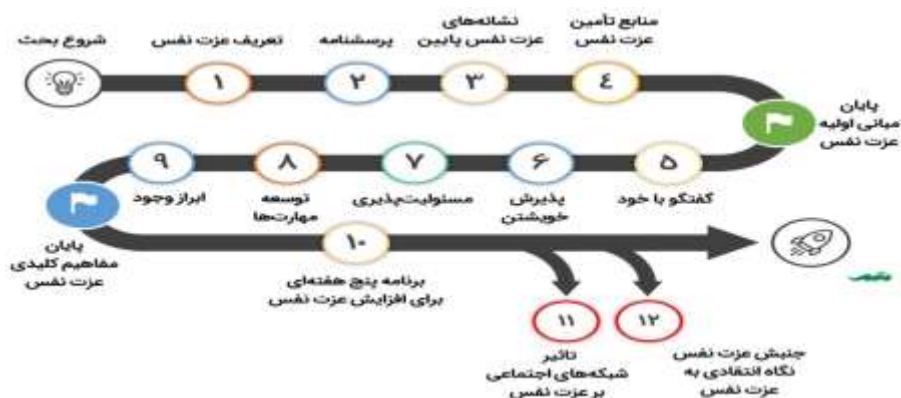 شروع بحث
تعریف عزت نفس
۱
پرسشنامه
۲
نشانه‌های
عزت نفس پایین
۳
منابع تأمین
عزت نفس
٤
پایان
مبانی اولیه
عزت نفس
۵
گفتگو با خود
۶
پذیرش
خویشتن
۷
مسئولیت‌پذیری
۸
توسعه
مهارت‌ها
۹
ابراز وجود
پایان
مفاهیم کلیدی
عزت نفس
۱۰
برنامه پنج هفته‌ای
برای افزایش عزت نفس
۱۱
تاثیر
شبکه‌های اجتماعی
بر عزت نفس
۱۲
جنبش عزت نفس
نگاه انتقادی به
عزت نفس